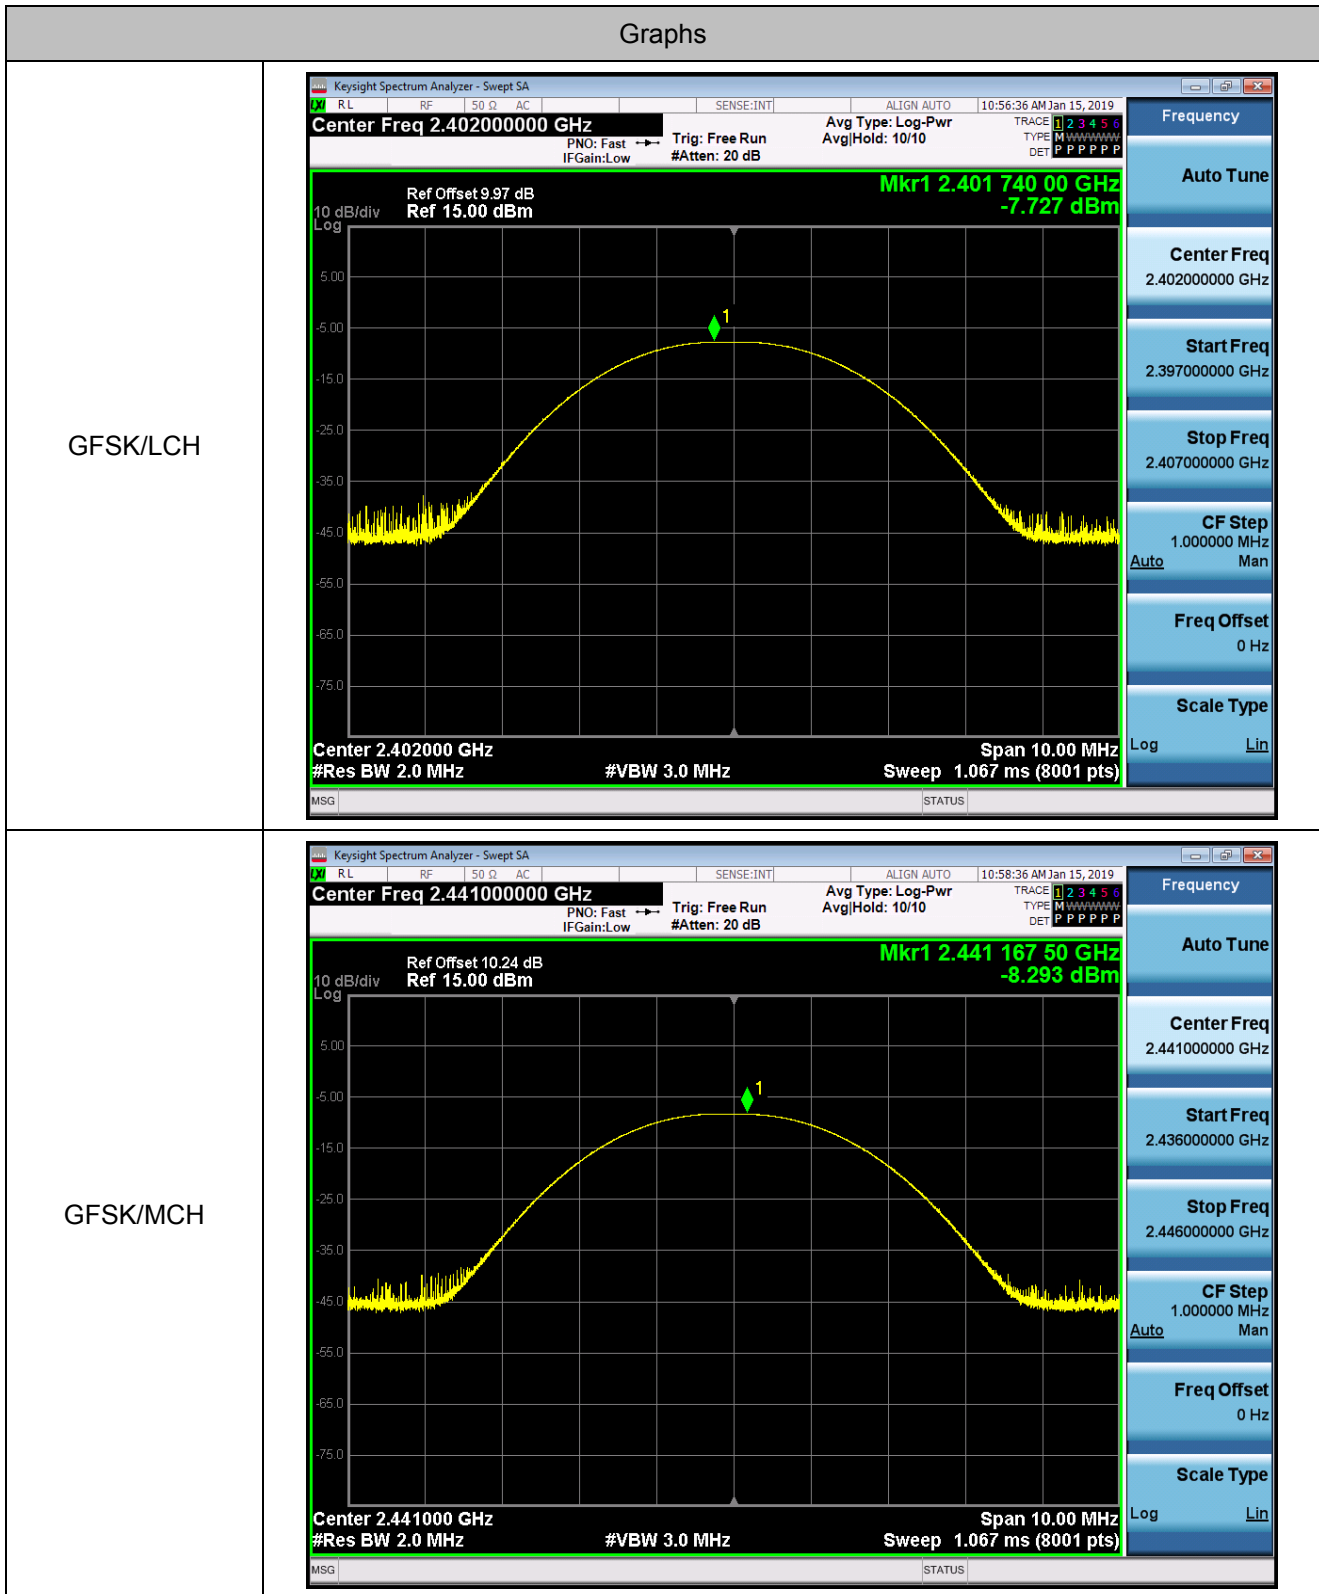 Graphs
GFSK/LCH
Keysight Spectrum Analyzer - Swept SA
LXI RL RF 50 Ω AC SENSE:INT ALIGN AUTO 10:56:36 AM Jan 15, 2019
Center Freq 2.402000000 GHz
PNO: Fast
IFGain:Low
Trig: Free Run
#Atten: 20 dB
Avg Type: Log-Pwr
Avg|Hold: 10/10
TRACE 1 2 3 4 5 6
TYPE M WWWWW
DET P P P P P P
Mkr1 2.401 740 00 GHz
-7.727 dBm
Ref Offset 9.97 dB
10 dB/div Ref 15.00 dBm
Log
5.00
-5.00
-15.0
-25.0
-35.0
-45.0
-55.0
-65.0
-75.0
1
Center 2.402000 GHz Span 10.00 MHz
#Res BW 2.0 MHz #VBW 3.0 MHz Sweep 1.067 ms (8001 pts)
MSG STATUS
Frequency
Auto Tune
Center Freq
2.402000000 GHz
Start Freq
2.397000000 GHz
Stop Freq
2.407000000 GHz
CF Step
1.000000 MHz
Auto Man
Freq Offset
0 Hz
Scale Type
Log Lin
GFSK/MCH
Keysight Spectrum Analyzer - Swept SA
LXI RL RF 50 Ω AC SENSE:INT ALIGN AUTO 10:58:36 AM Jan 15, 2019
Center Freq 2.441000000 GHz
PNO: Fast
IFGain:Low
Trig: Free Run
#Atten: 20 dB
Avg Type: Log-Pwr
Avg|Hold: 10/10
TRACE 1 2 3 4 5 6
TYPE M WWWWW
DET P P P P P P
Mkr1 2.441 167 50 GHz
-8.293 dBm
Ref Offset 10.24 dB
10 dB/div Ref 15.00 dBm
Log
5.00
-5.00
-15.0
-25.0
-35.0
-45.0
-55.0
-65.0
-75.0
1
Center 2.441000 GHz Span 10.00 MHz
#Res BW 2.0 MHz #VBW 3.0 MHz Sweep 1.067 ms (8001 pts)
MSG STATUS
Frequency
Auto Tune
Center Freq
2.441000000 GHz
Start Freq
2.436000000 GHz
Stop Freq
2.446000000 GHz
CF Step
1.000000 MHz
Auto Man
Freq Offset
0 Hz
Scale Type
Log Lin